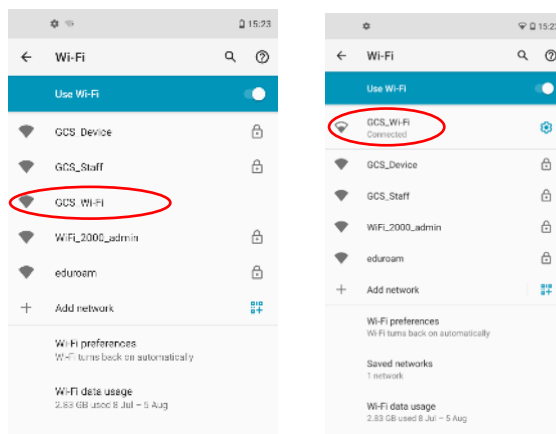 15:23
Wi-Fi
Use Wi-Fi
GCS_Device
GCS_Staff
GCS_Wi-Fi
WiFi_2000_admin
eduroam
Add network
Wi-Fi preferences
Wi-Fi turns back on automatically
Wi-Fi data usage
2.83 GB used 8 Jul – 5 Aug
15:23
Wi-Fi
Use Wi-Fi
GCS_Wi-Fi
Connected
GCS_Device
GCS_Staff
WiFi_2000_admin
eduroam
Add network
Wi-Fi preferences
Wi-Fi turns back on automatically
Saved networks
1 network
Wi-Fi data usage
2.83 GB used 8 Jul – 5 Aug